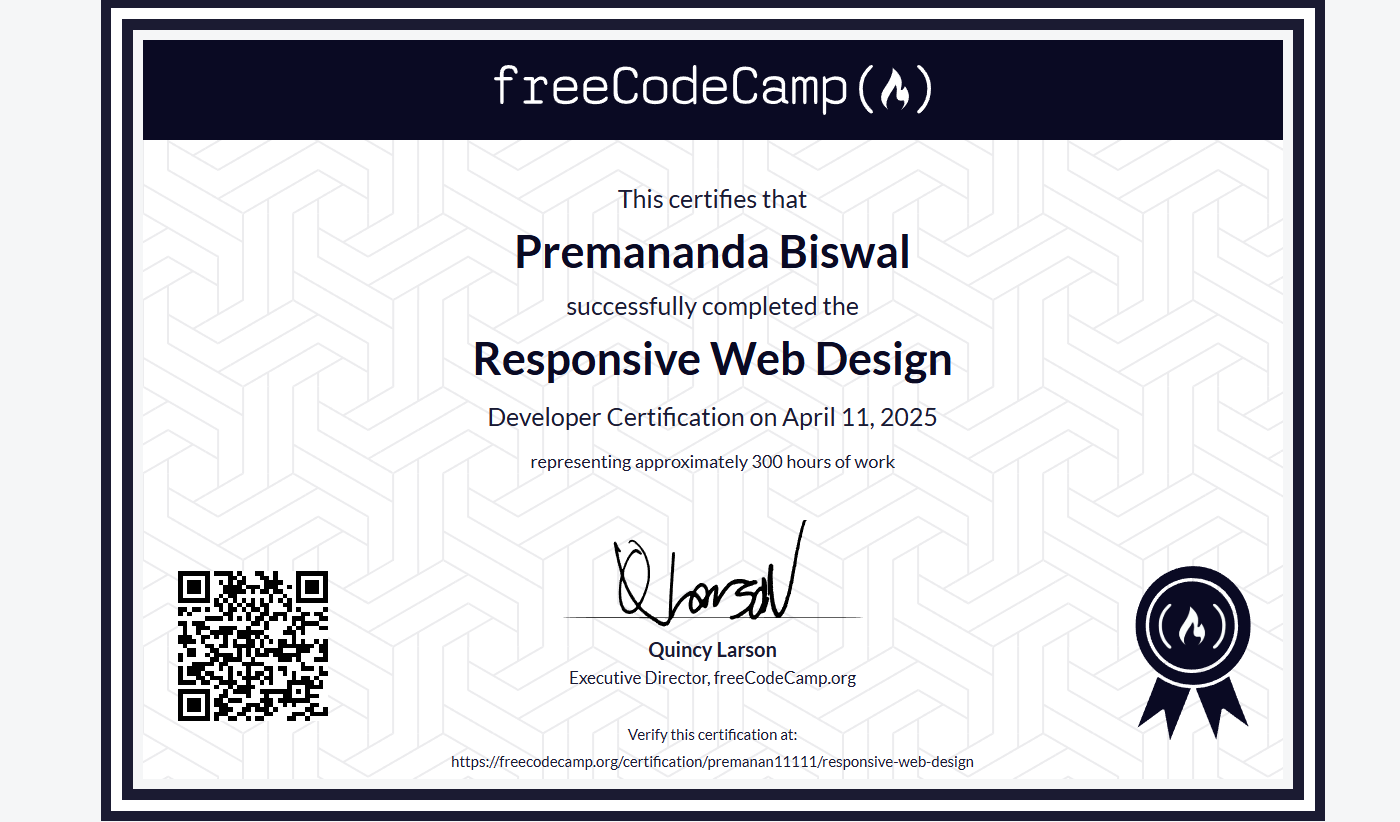 freeCodeCamp
This certifies that
Premananda Biswal
successfully completed the
Responsive Web Design
Developer Certification on April 11, 2025
representing approximately 300 hours of work
Quincy Larson
Executive Director, freeCodeCamp.org
Verify this certification at:
https://freecodecamp.org/certification/premanan11111/responsive-web-design